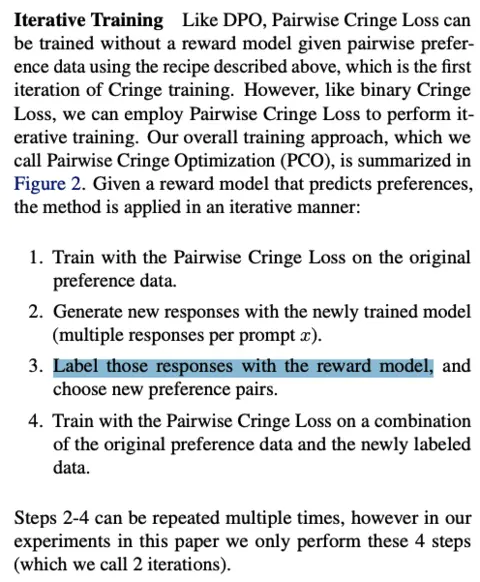 Iterative Training Like DPO, Pairwise Cringe Loss can
be trained without a reward model given pairwise prefer-
ence data using the recipe described above, which is the first
iteration of Cringe training. However, like binary Cringe
Loss, we can employ Pairwise Cringe Loss to perform it-
erative training. Our overall training approach, which we
call Pairwise Cringe Optimization (PCO), is summarized in
Figure 2. Given a reward model that predicts preferences,
the method is applied in an iterative manner:
1. Train with the Pairwise Cringe Loss on the original
preference data.
2. Generate new responses with the newly trained model
(multiple responses per prompt x).
3. Label those responses with the reward model, and
choose new preference pairs.
4. Train with the Pairwise Cringe Loss on a combination
of the original preference data and the newly labeled
data.
Steps 2-4 can be repeated multiple times, however in our
experiments in this paper we only perform these 4 steps
(which we call 2 iterations).